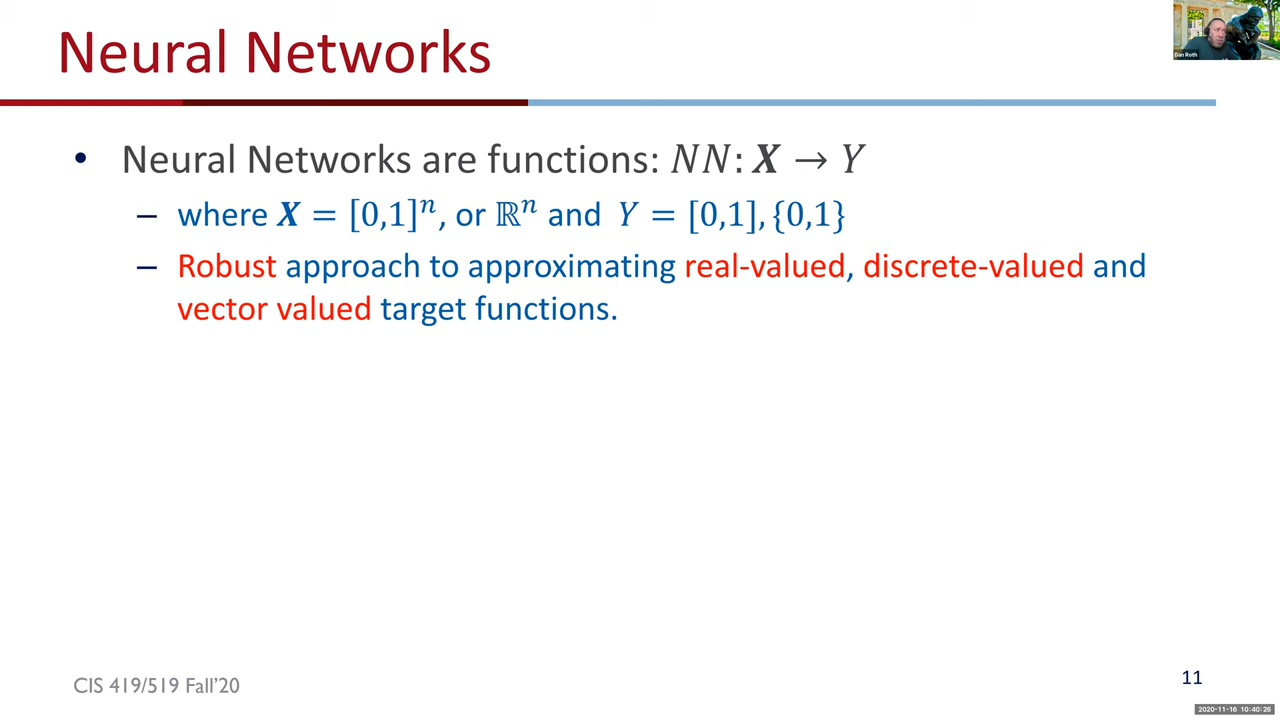 Neural Networks
Dan Roth
• Neural Networks are functions: 𝑁𝑁: 𝑿 → 𝑌
– where 𝑿 = [0,1]ⁿ, or ℝⁿ and 𝑌 = [0,1], {0,1}
– Robust approach to approximating real-valued, discrete-valued and
vector valued target functions.
CIS 419/519 Fall’20
11
2020-11-16 10:40:26